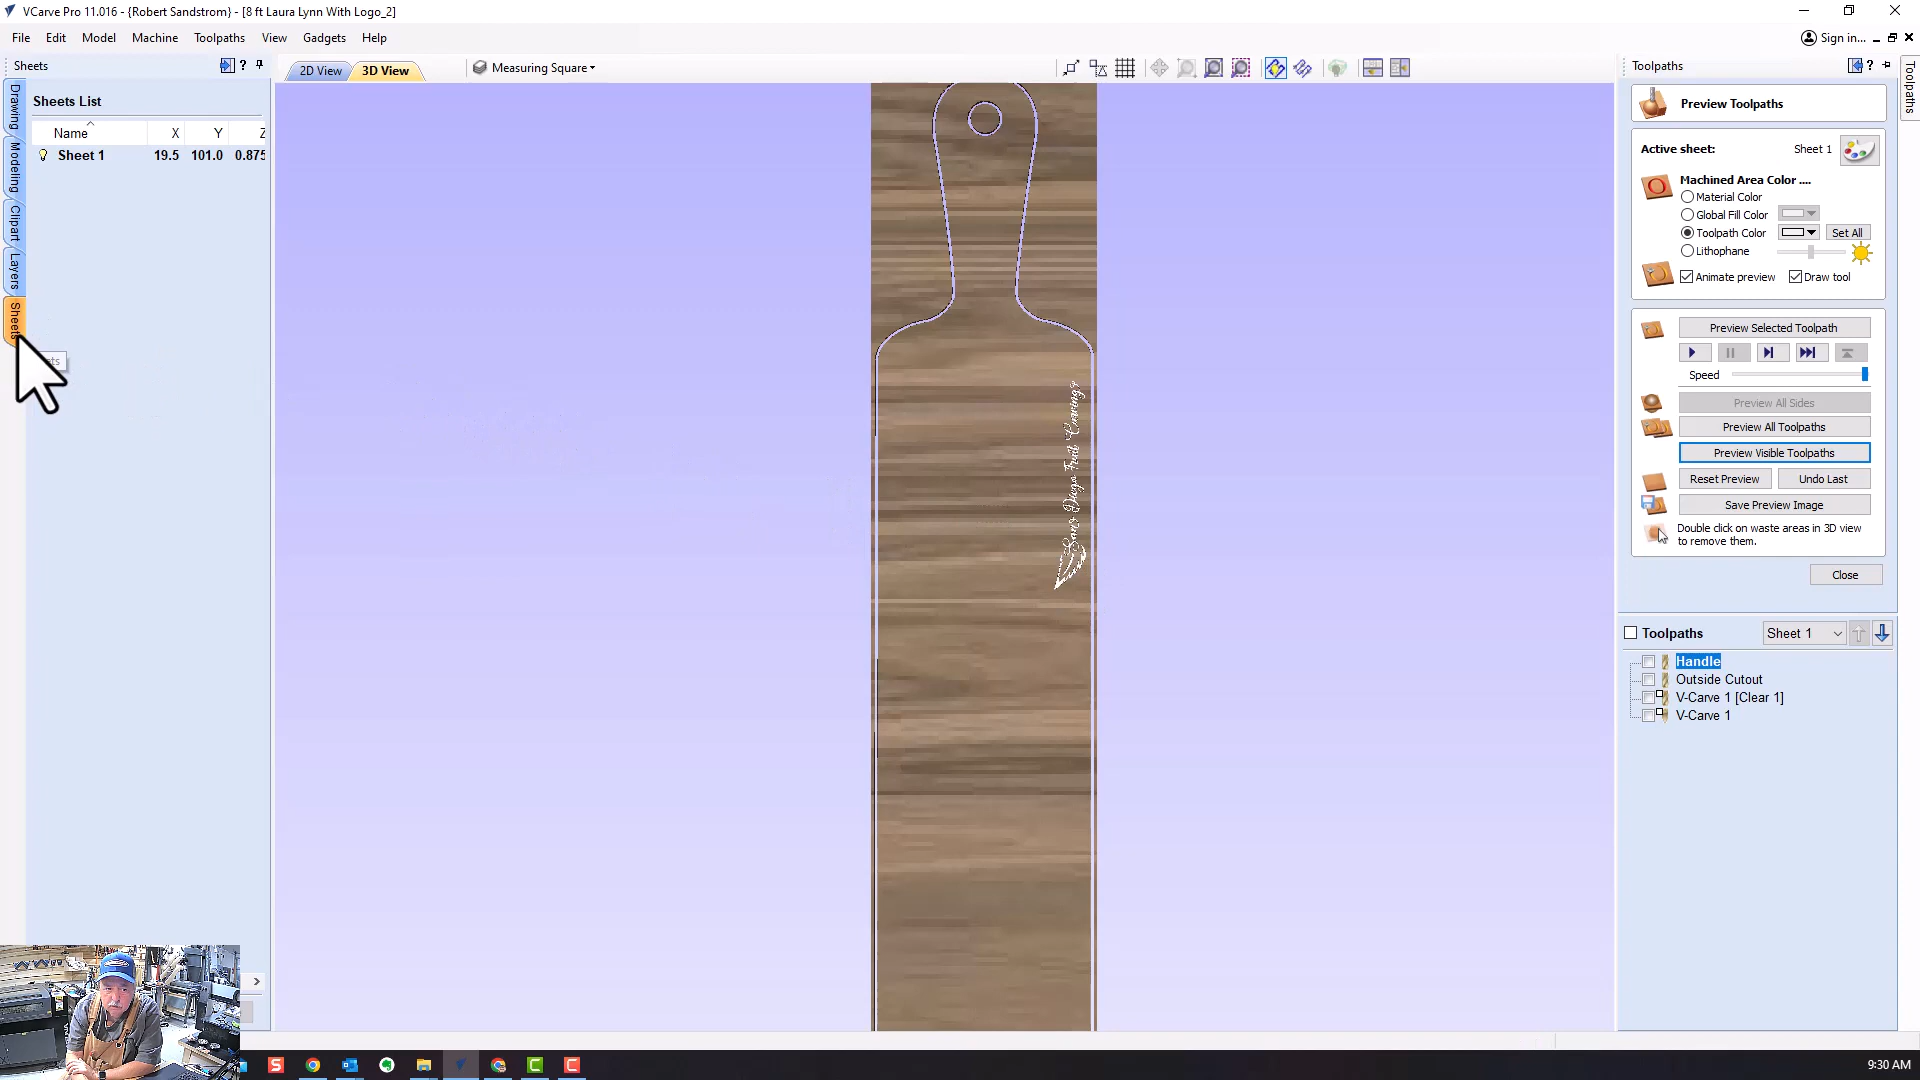 VCarve Pro 11.016 - {Robert Sandstrom} - [8 ft Laura Lynn With Logo_2]
File Edit Model Machine Toolpaths View Gadgets Help
Sign in...
Sheets ?
2D View 3D View Measuring Square
Toolpaths ?
Toolpaths
Drawing
Modeling
Clipart
Layers
Sheets
Sheets List
Name X Y Z
Sheet 1 19.5 101.0 0.875
Preview Toolpaths
Active sheet: Sheet 1
Machined Area Color ....
Material Color
Global Fill Color
Toolpath Color Set All
Lithophane
Animate preview Draw tool
Preview Selected Toolpath
Speed
Preview All Sides
Preview All Toolpaths
Preview Visible Toolpaths
Reset Preview Undo Last
Save Preview Image
Double click on waste areas in 3D view
to remove them.
Close
Toolpaths Sheet 1
Handle
Outside Cutout
V-Carve 1 [Clear 1]
V-Carve 1
9:30 AM